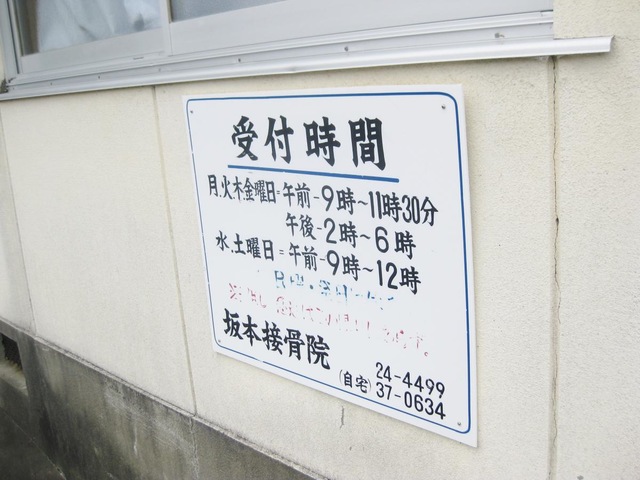 受付時間
月.火.木.金曜日=午前-9時~11時30分
午後-2時~6時
水.土曜日=午前-9時~12時
坂本接骨院
24-4499
(自宅) 37-0634